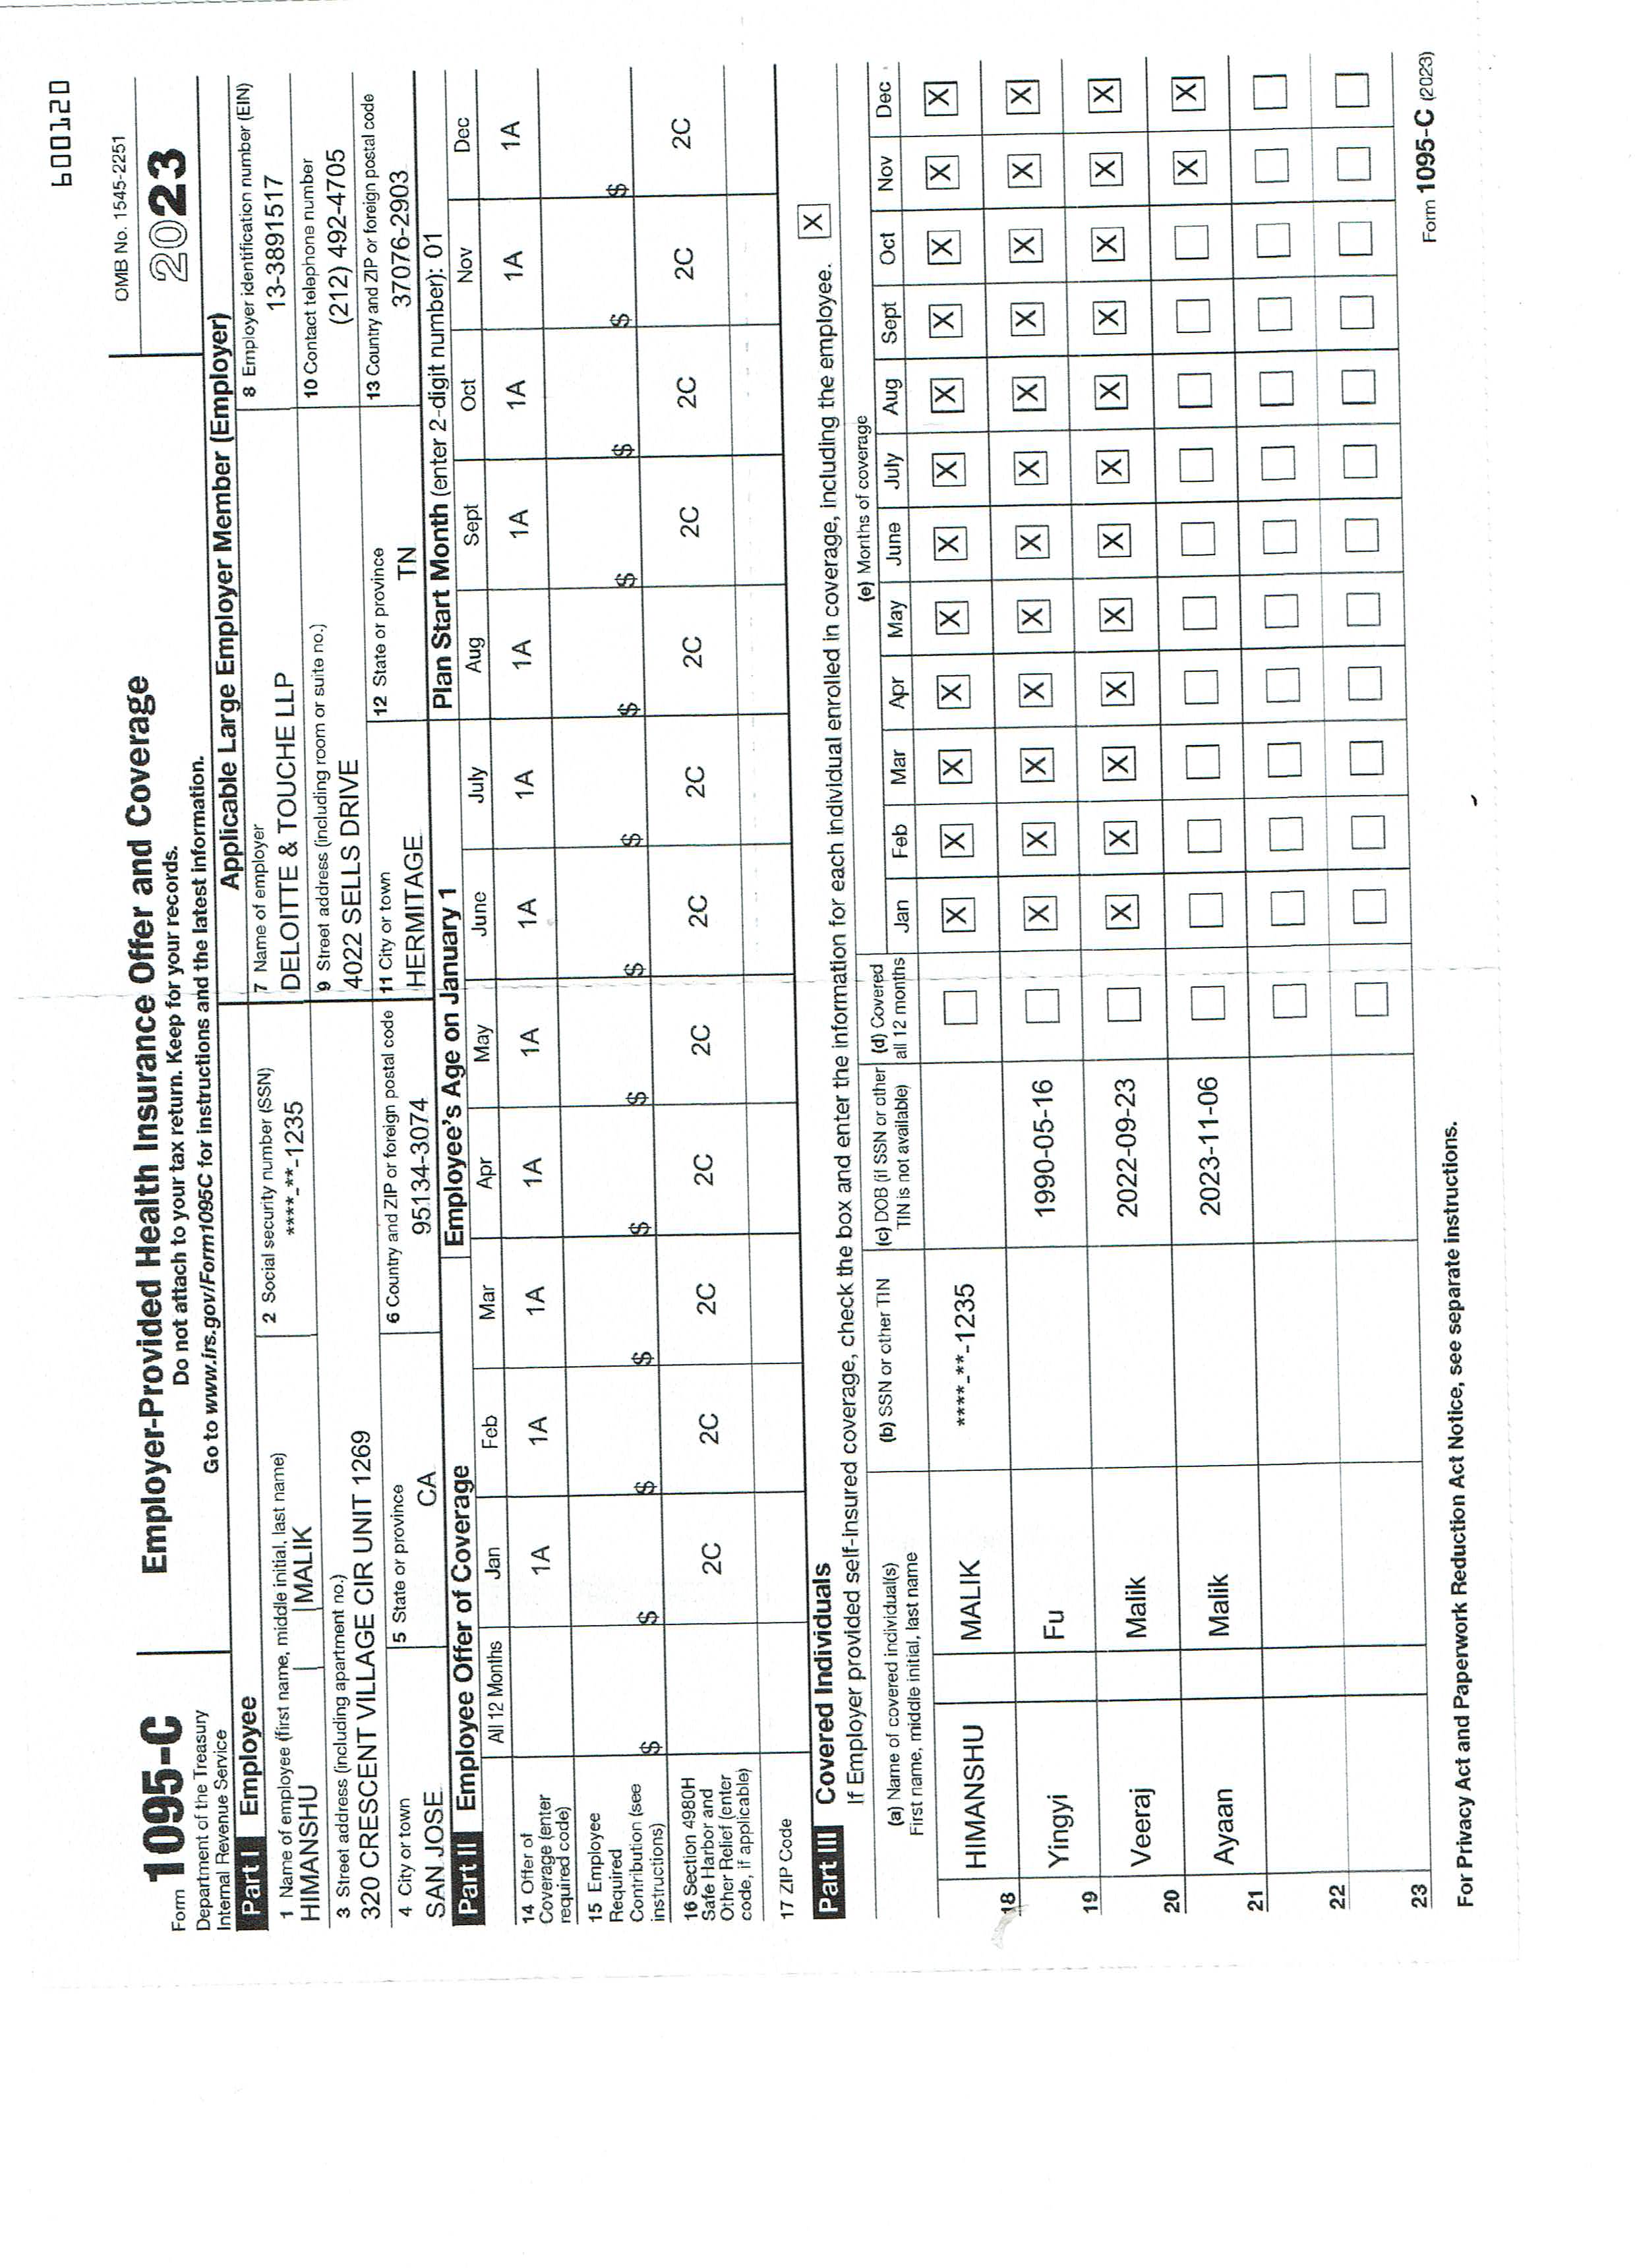 600120
Form 1095-C
Department of the Treasury
Internal Revenue Service
Employer-Provided Health Insurance Offer and Coverage
Do not attach to your tax return. Keep for your records.
Go to www.irs.gov/Form1095C for instructions and the latest information.
OMB No. 1545-2251
2023
Part I Employee
Applicable Large Employer Member (Employer)
1 Name of employee (first name, middle initial, last name)
HIMANSHU MALIK
2 Social security number (SSN)
****-**-1235
7 Name of employer
DELOITTE & TOUCHE LLP
8 Employer identification number (EIN)
13-3891517
3 Street address (including apartment no.)
320 CRESCENT VILLAGE CIR UNIT 1269
9 Street address (including room or suite no.)
4022 SELLS DRIVE
10 Contact telephone number
(212) 492-4705
4 City or town
SAN JOSE
5 State or province
CA
6 Country and ZIP or foreign postal code
95134-3074
11 City or town
HERMITAGE
12 State or province
TN
13 Country and ZIP or foreign postal code
37076-2903
Part II Employee Offer of Coverage
Employee's Age on January 1
Plan Start Month (enter 2-digit number): 01
All 12 Months Jan Feb Mar Apr May June July Aug Sept Oct Nov Dec
14 Offer of
Coverage (enter
required code)
1A 1A 1A 1A 1A 1A 1A 1A 1A 1A 1A 1A
15 Employee
Required
Contribution (see
instructions)
$ $ $ $ $ $ $ $ $ $ $ $ $
16 Section 4980H
Safe Harbor and
Other Relief (enter
code, if applicable)
2C 2C 2C 2C 2C 2C 2C 2C 2C 2C 2C 2C
17 ZIP Code
Part III Covered Individuals
If Employer provided self-insured coverage, check the box and enter the information for each individual enrolled in coverage, including the employee. X
(a) Name of covered individual(s)
First name, middle initial, last name
(b) SSN or other TIN
(c) DOB (if SSN or other
TIN is not available)
(d) Covered
all 12 months
(e) Months of coverage
Jan Feb Mar Apr May June July Aug Sept Oct Nov Dec
18 HIMANSHU MALIK ****-**-1235 X X X X X X X X X X X X
19 Yingyi Fu 1990-05-16 X X X X X X X X X X X X
20 Veeraj Malik 2022-09-23 X X X X X X X X X X X X
21 Ayaan Malik 2023-11-06 X X
22
23
For Privacy Act and Paperwork Reduction Act Notice, see separate instructions.
Form 1095-C (2023)